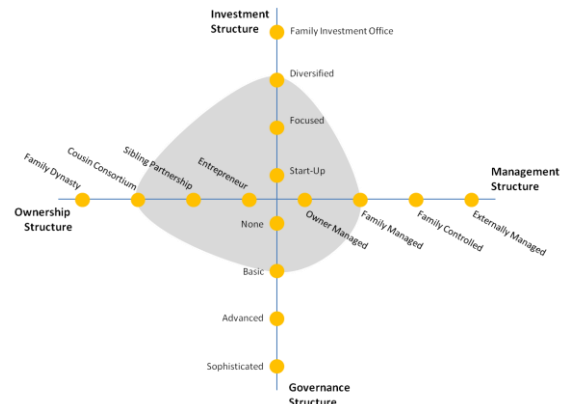 Investment
Structure
Family Investment Office
Diversified
Focused
Start-Up
Family Dynasty
Cousin Consortium
Sibling Partnership
Entrepreneur
Management
Structure
Ownership
Structure
None
Owner Managed
Family Managed
Family Controlled
Externally Managed
Basic
Advanced
Sophisticated
Governance
Structure